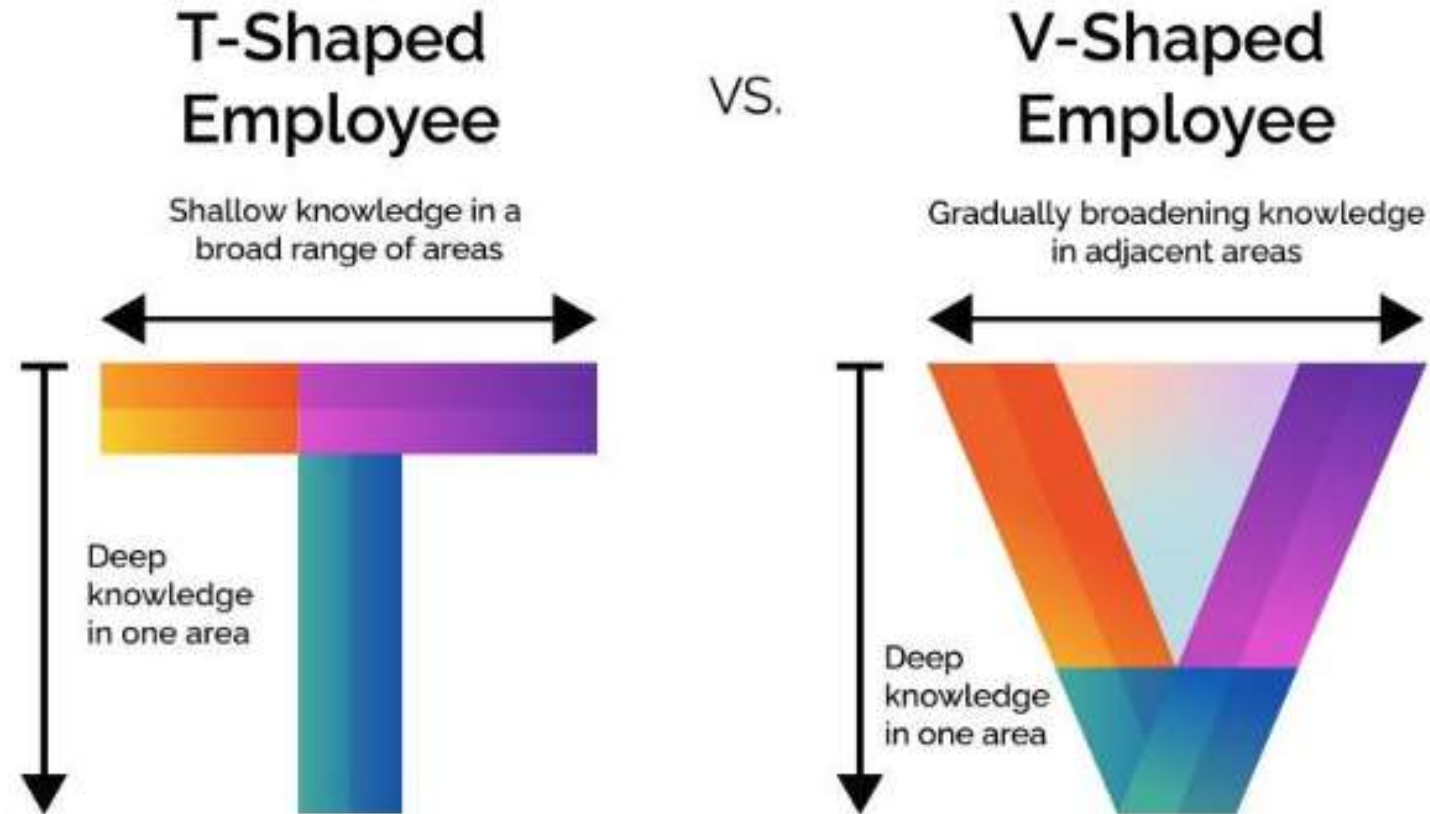 T-Shaped
Employee
VS.
V-Shaped
Employee
Shallow knowledge in a
broad range of areas
Gradually broadening knowledge
in adjacent areas
Deep
knowledge
in one area
Deep
knowledge
in one area